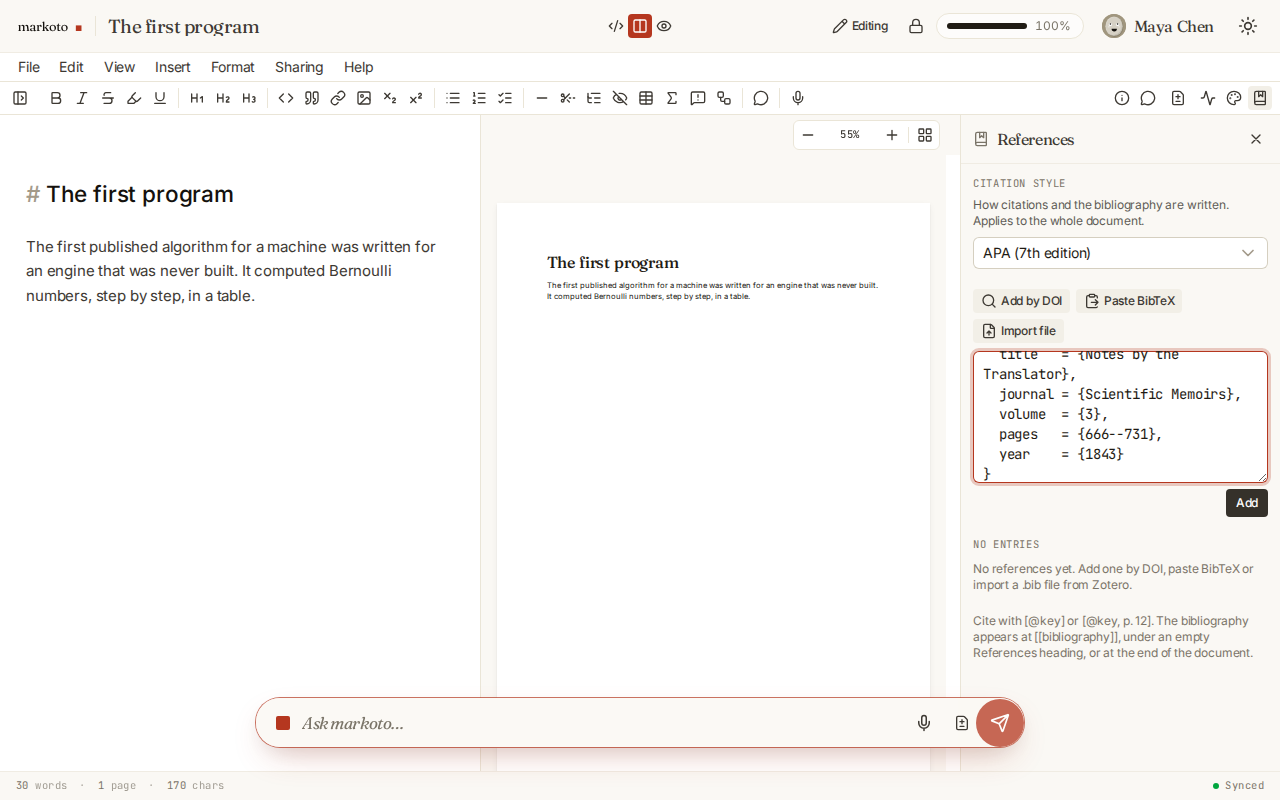 markoto
The first program
Editing
100%
Maya Chen
File Edit View Insert Format Sharing Help
H1 H2 H3
55%
# The first program
The first published algorithm for a machine was written for
an engine that was never built. It computed Bernoulli
numbers, step by step, in a table.
The first program
The first published algorithm for a machine was written for an engine that was never built.
It computed Bernoulli numbers, step by step, in a table.
References
CITATION STYLE
How citations and the bibliography are written.
Applies to the whole document.
APA (7th edition)
Add by DOI
Paste BibTeX
Import file
title = {Notes by the
Translator},
journal = {Scientific Memoirs},
volume = {3},
pages = {666--731},
year = {1843}
}
Add
NO ENTRIES
No references yet. Add one by DOI, paste BibTeX or
import a .bib file from Zotero.
Cite with [@key] or [@key, p. 12]. The bibliography
appears at [[bibliography]], under an empty
References heading, or at the end of the document.
Ask markoto...
30 words · 1 page · 170 chars
Synced